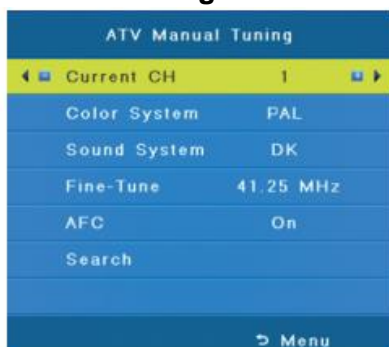 ATV Manual Tuning
Current CH 1
Color System PAL
Sound System DK
Fine-Tune 41.25 MHz
AFC On
Search
Menu